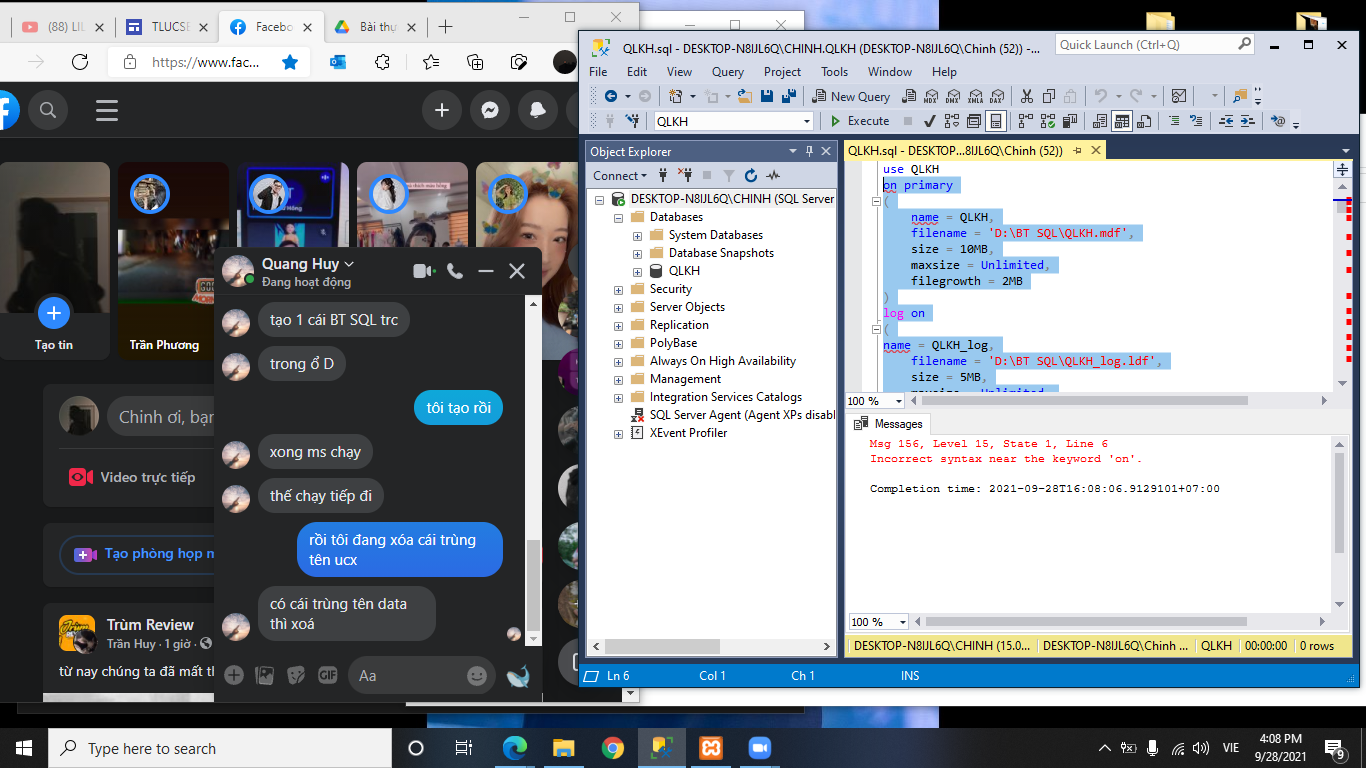 (88) LIL
TLUCSE
Facebo
Bài thự
https://www.fac...
Tạo tin
Trần Phương
Chinh ơi, bạn
Video trực tiếp
Tạo phòng họp m
Trùm Review
Trần Huy · 1 giờ ·
từ nay chúng ta đã mất th
Quang Huy
Đang hoạt động
tạo 1 cái BT SQL trc
trong ổ D
tôi tạo rồi
xong ms chạy
thế chạy tiếp đi
rồi tôi đang xóa cái trùng
tên ucx
có cái trùng tên data
thì xoá
GIF
Aa
QLKH.sql - DESKTOP-N8IJL6Q\CHINH.QLKH (DESKTOP-N8IJL6Q\Chinh (52)) -...
Quick Launch (Ctrl+Q)
File Edit View Query Project Tools Window Help
New Query
MDX DMX XMLA DAX
QLKH
Execute
Object Explorer
Connect
DESKTOP-N8IJL6Q\CHINH (SQL Server
Databases
System Databases
Database Snapshots
QLKH
Security
Server Objects
Replication
PolyBase
Always On High Availability
Management
Integration Services Catalogs
SQL Server Agent (Agent XPs disabl
XEvent Profiler
QLKH.sql - DESKTOP...8IJL6Q\Chinh (52))
use QLKH
on primary
(
name = QLKH,
filename = 'D:\BT SQL\QLKH.mdf',
size = 10MB,
maxsize = Unlimited,
filegrowth = 2MB
)
log on
(
name = QLKH_log,
filename = 'D:\BT SQL\QLKH_log.ldf',
size = 5MB,
maxsize = Unlimited
100 %
Messages
Msg 156, Level 15, State 1, Line 6
Incorrect syntax near the keyword 'on'.
Completion time: 2021-09-28T16:08:06.9129101+07:00
100 %
DESKTOP-N8IJL6Q\CHINH (15.0... DESKTOP-N8IJL6Q\Chinh ... QLKH 00:00:00 0 rows
Ln 6 Col 1 Ch 1 INS
Type here to search
VIE
4:08 PM
9/28/2021
9